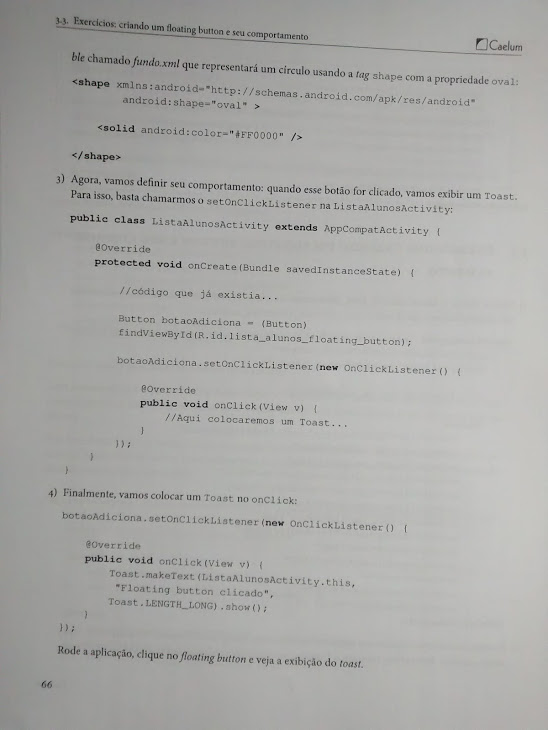 3.3. Exercícios: criando um floating button e seu comportamento
Caelum
ble chamado fundo.xml que representará um círculo usando a tag shape com a propriedade oval:
<shape xmlns:android="http://schemas.android.com/apk/res/android"
android:shape="oval" >
<solid android:color="#FF0000" />
</shape>
3) Agora, vamos definir seu comportamento: quando esse botão for clicado, vamos exibir um Toast.
Para isso, basta chamarmos o setOnClickListener na ListaAlunosActivity:
public class ListaAlunosActivity extends AppCompatActivity {
@Override
protected void onCreate(Bundle savedInstanceState) {
//código que já existia...
Button botaoAdiciona = (Button)
findViewById(R.id.lista_alunos_floating_button);
botaoAdiciona.setOnClickListener(new OnClickListener() {
@Override
public void onClick(View v) {
//Aqui colocaremos um Toast...
}
});
}
}
4) Finalmente, vamos colocar um Toast no onClick:
botaoAdiciona.setOnClickListener(new OnClickListener() {
@Override
public void onClick(View v) {
Toast.makeText(ListaAlunosActivity.this,
"Floating button clicado",
Toast.LENGTH_LONG).show();
}
});
Rode a aplicação, clique no floating button e veja a exibição do toast.
66